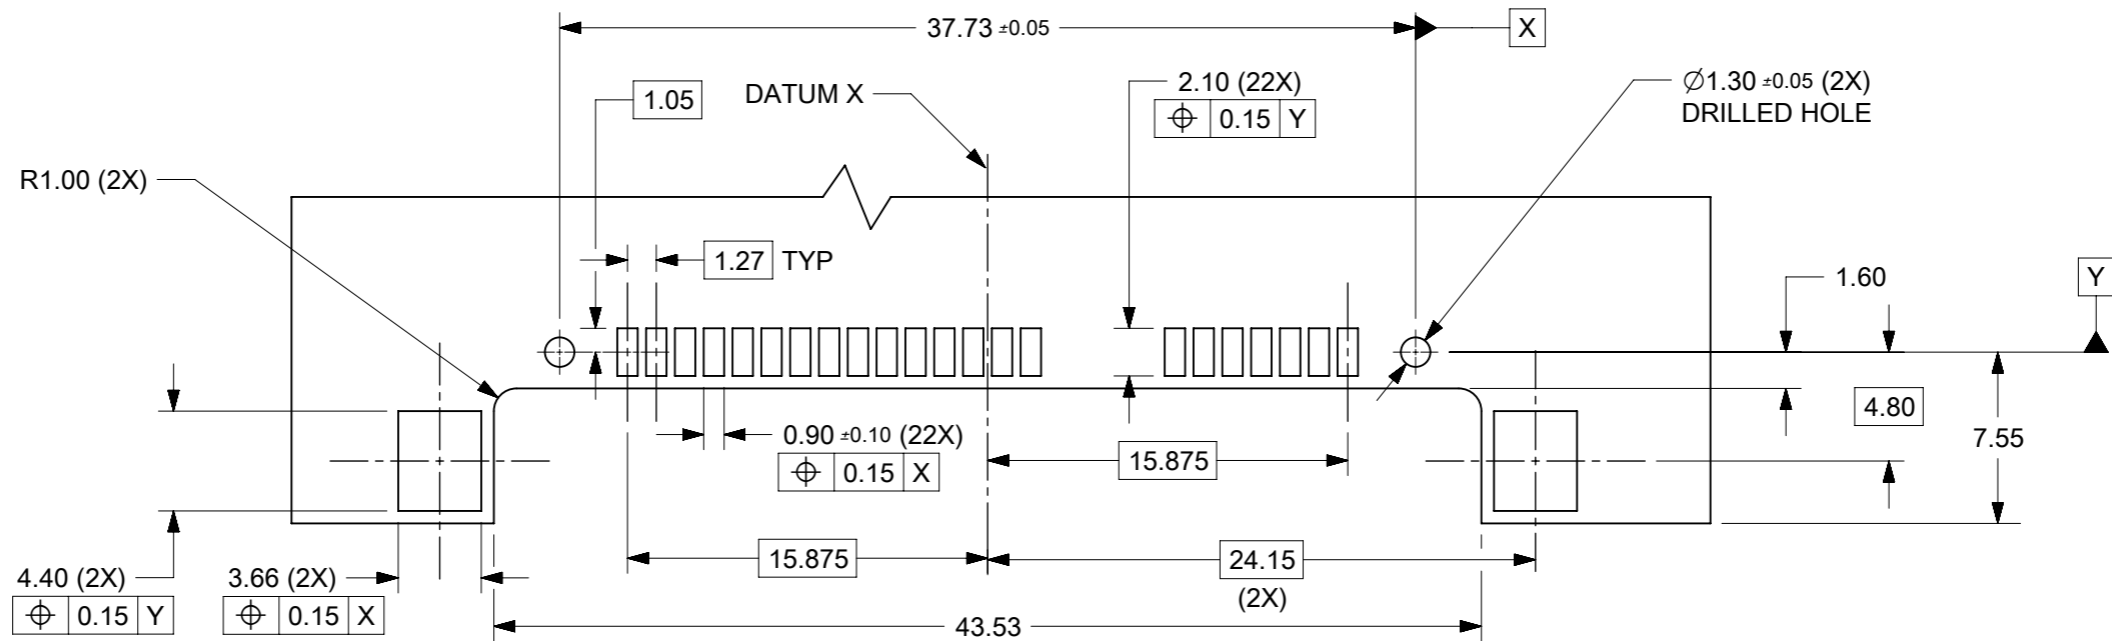 37.73 ±0.05
X
1.05
DATUM X
2.10 (22X)
⌖ 0.15 Y
∅1.30 ±0.05 (2X)
DRILLED HOLE
R1.00 (2X)
1.27 TYP
1.60
Y
4.80
7.55
0.90 ±0.10 (22X)
⌖ 0.15 X
15.875
15.875
24.15
(2X)
4.40 (2X)
⌖ 0.15 Y
3.66 (2X)
⌖ 0.15 X
43.53